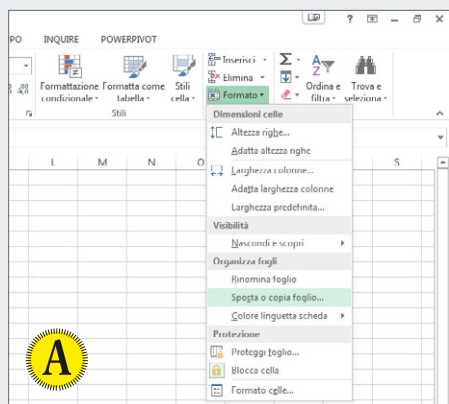 ?
PO INQUIRE POWERPIVOT
Formattazione condizionale
Formatta come tabella
Stili cella
Stili
Inserisci
Elimina
Formato
Ordina e filtra
Trova e seleziona
Dimensioni celle
Altezza righe...
Adatta altezza righe
Larghezza colonne...
Adatta larghezza colonne
Larghezza predefinita...
Visibilità
Nascondi e scopri
Organizza fogli
Rinomina foglio
Sposta o copia foglio...
Colore linguetta scheda
Protezione
Proteggi foglio...
Blocca cella
Formato celle...
L M N O S
A